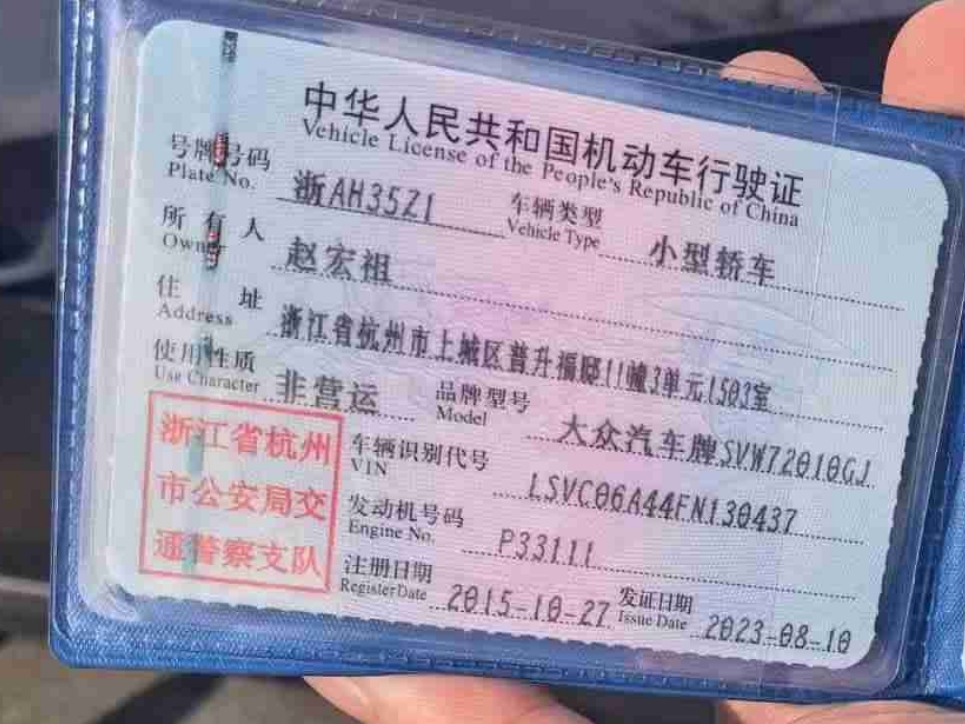 中华人民共和国机动车行驶证
Vehicle License of the People's Republic of China
号牌号码 浙AH35Z1 车辆类型 小型轿车
Plate No. Vehicle Type
所有人 赵宏祖
Owner
住址 浙江省杭州市上城区普升福邸11幢3单元1503室
Address
使用性质 非营运 品牌型号 大众汽车牌SVW72010GJ
Use Character Model
浙江省杭州
市公安局交
通警察支队
车辆识别代号 LSVC06A44FN130437
VIN
发动机号码 P33111
Engine No.
注册日期 2015-10-27 发证日期 2023-08-10
Register Date Issue Date